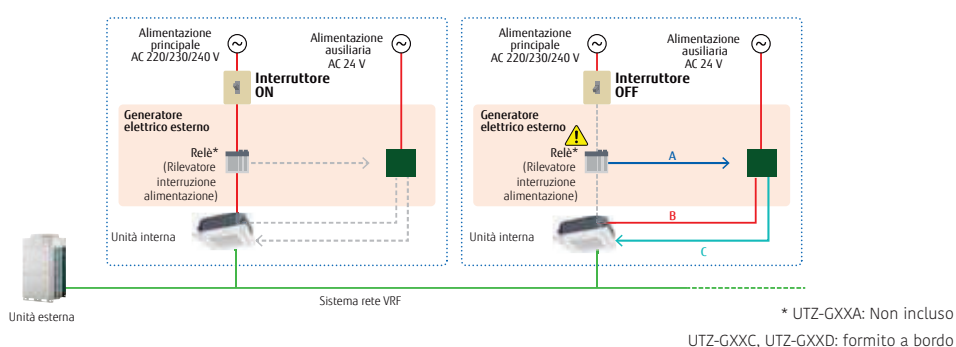 Alimentazione
principale
AC 220/230/240 V
Alimentazione
ausiliaria
AC 24 V
Interruttore
ON
Generatore
elettrico esterno
Relè*
(Rilevatore
interruzione
alimentazione)
Unità interna
Alimentazione
principale
AC 220/230/240 V
Alimentazione
ausiliaria
AC 24 V
Interruttore
OFF
Generatore
elettrico esterno
Relè*
(Rilevatore
interruzione
alimentazione)
A
B
C
Unità interna
Unità esterna
Sistema rete VRF
* UTZ-GXXA: Non incluso
UTZ-GXXC, UTZ-GXXD: formito a bordo